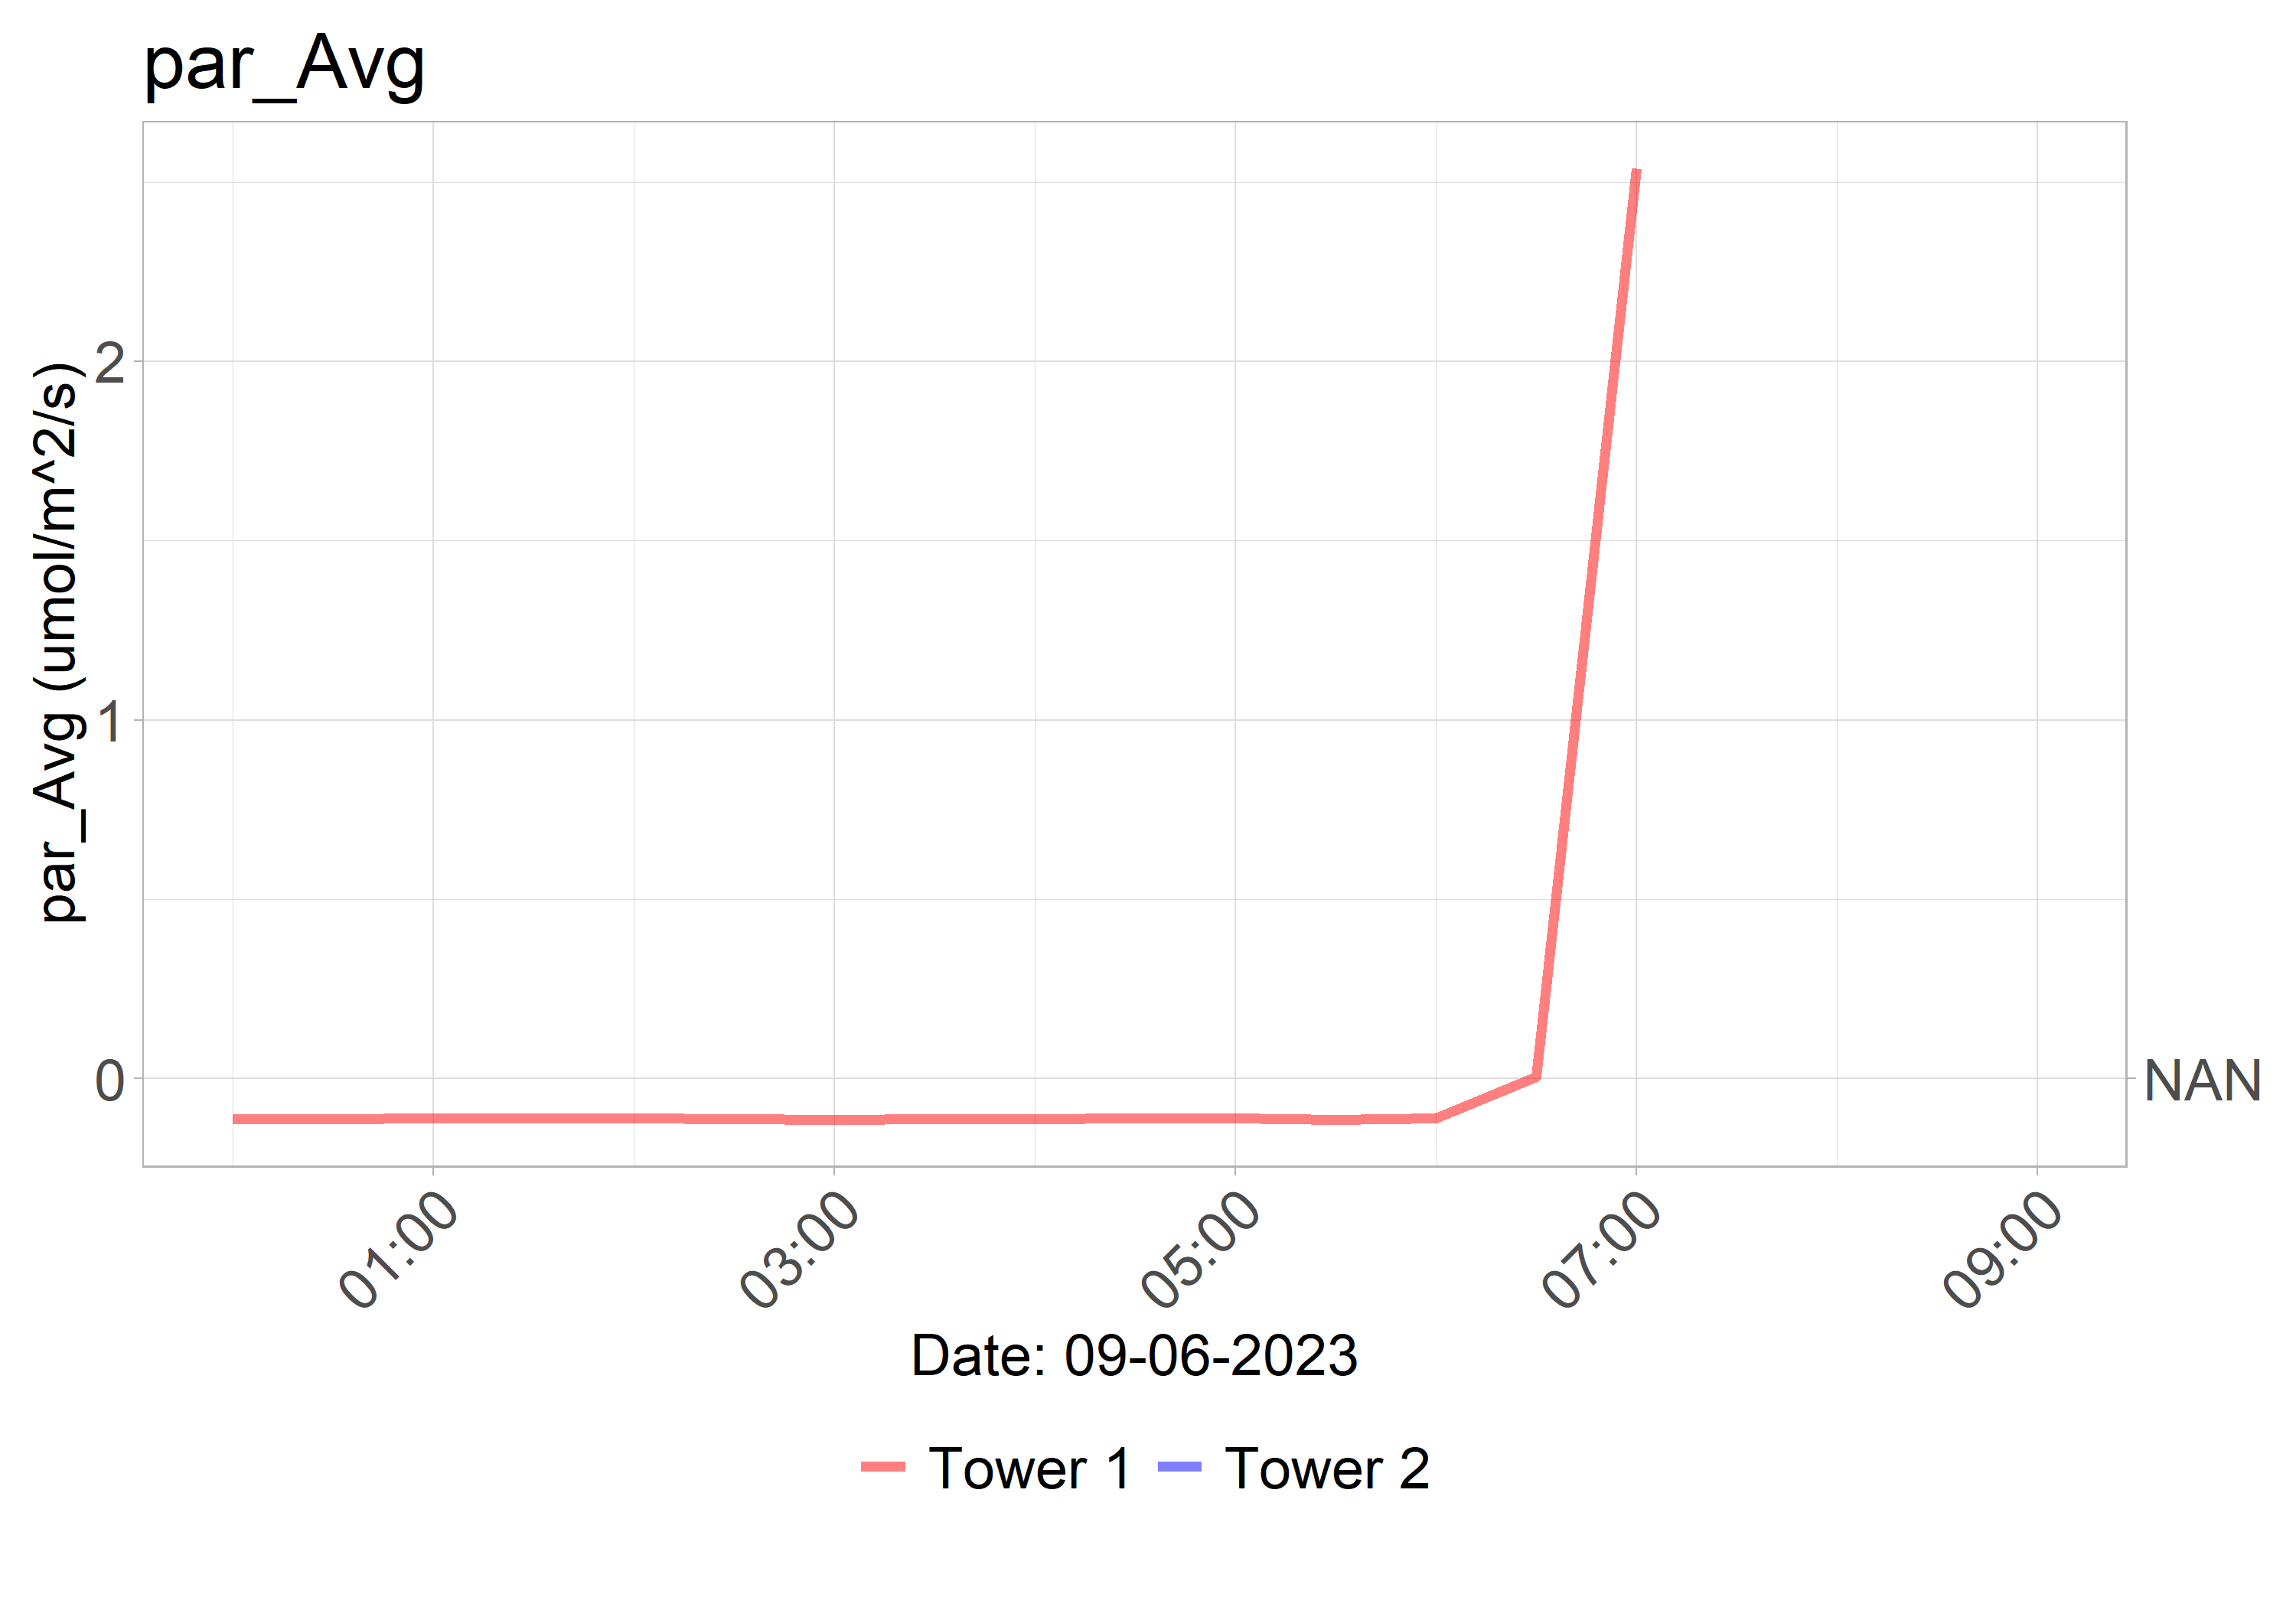 par_Avg
par_Avg (umol/m^2/s)
2
1
0
NAN
01:00
03:00
05:00
07:00
09:00
Date: 09-06-2023
Tower 1
Tower 2